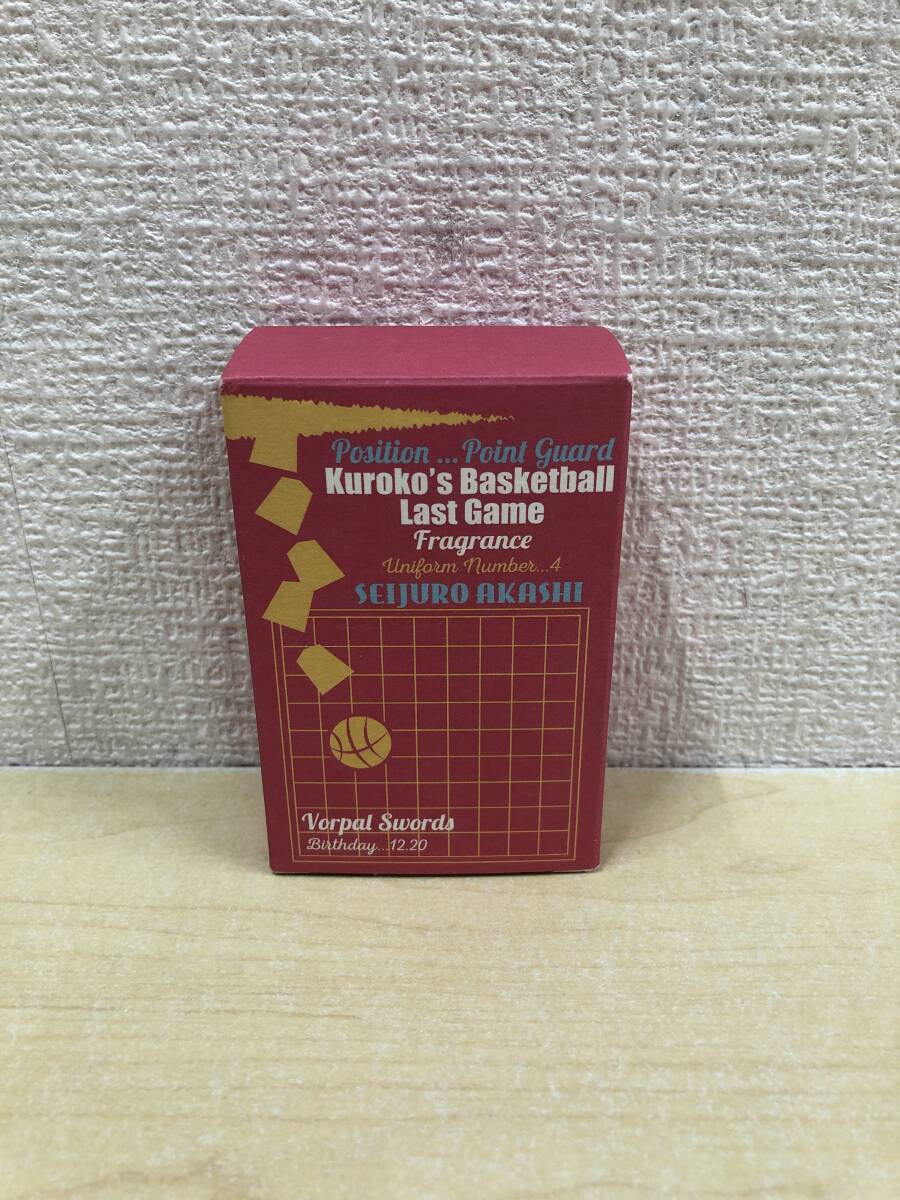 Position ... Point Guard
Kuroko's Basketball
Last Game
Fragrance
Uniform Number...4
SEIJURO AKASHI
Vorpal Swords
Birthday...12.20